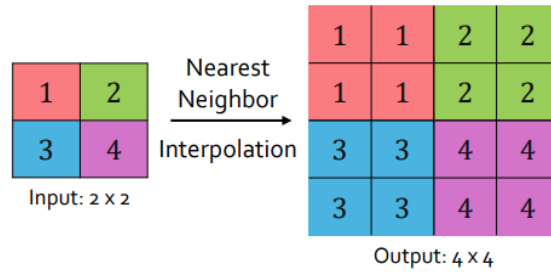 1 2
3 4
Input: 2 x 2
Nearest
Neighbor
Interpolation
1 1 2 2
1 1 2 2
3 3 4 4
3 3 4 4
Output: 4 x 4